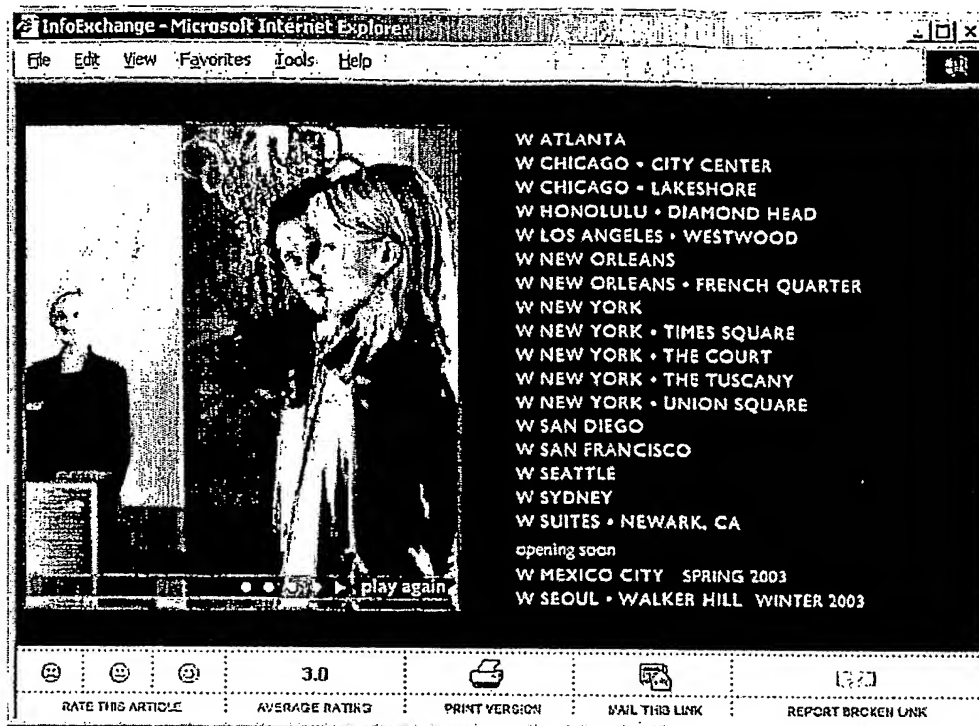 InfoExchange - Microsoft Internet Explorer
File Edit View Favorites Tools Help
W ATLANTA
W CHICAGO • CITY CENTER
W CHICAGO • LAKESHORE
W HONOLULU • DIAMOND HEAD
W LOS ANGELES • WESTWOOD
W NEW ORLEANS
W NEW ORLEANS • FRENCH QUARTER
W NEW YORK
W NEW YORK • TIMES SQUARE
W NEW YORK • THE COURT
W NEW YORK • THE TUSCANY
W NEW YORK • UNION SQUARE
W SAN DIEGO
W SAN FRANCISCO
W SEATTLE
W SYDNEY
W SUITES • NEWARK, CA
opening soon
W MEXICO CITY SPRING 2003
W SEOUL • WALKER HILL WINTER 2003
play again
3.0
RATE THIS ARTICLE AVERAGE RATING PRINT VERSION MAIL THIS LINK REPORT BROKEN LINK